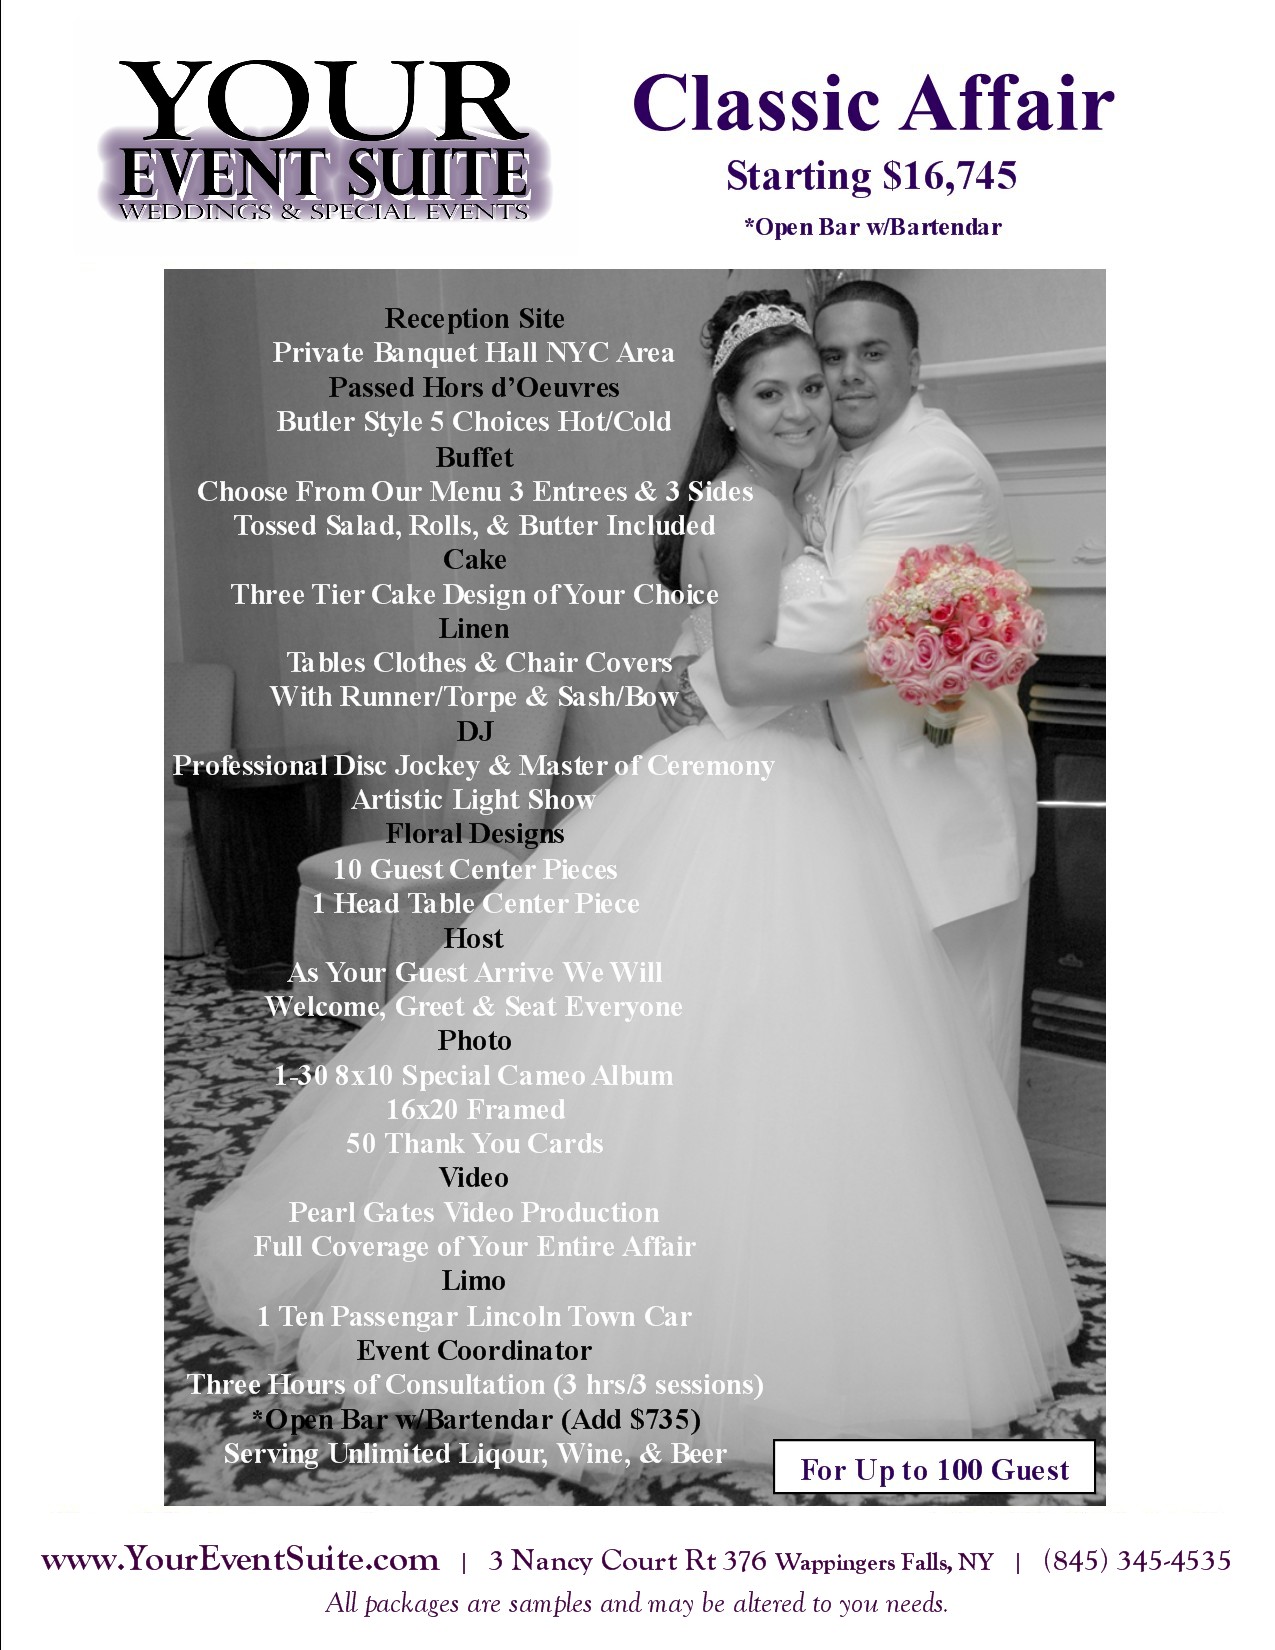 YOUR
EVENT SUITE
WEDDINGS & SPECIAL EVENTS
Classic Affair
Starting $16,745
*Open Bar w/Bartendar
Reception Site
Private Banquet Hall NYC Area
Passed Hors d’Oeuvres
Butler Style 5 Choices Hot/Cold
Buffet
Choose From Our Menu 3 Entrees & 3 Sides
Tossed Salad, Rolls, & Butter Included
Cake
Three Tier Cake Design of Your Choice
Linen
Tables Clothes & Chair Covers
With Runner/Torpe & Sash/Bow
DJ
Professional Disc Jockey & Master of Ceremony
Artistic Light Show
Floral Designs
10 Guest Center Pieces
1 Head Table Center Piece
Host
As Your Guest Arrive We Will
Welcome, Greet & Seat Everyone
Photo
1-30 8x10 Special Cameo Album
16x20 Framed
50 Thank You Cards
Video
Pearl Gates Video Production
Full Coverage of Your Entire Affair
Limo
1 Ten Passengar Lincoln Town Car
Event Coordinator
Three Hours of Consultation (3 hrs/3 sessions)
*Open Bar w/Bartendar (Add $735)
Serving Unlimited Liqour, Wine, & Beer
For Up to 100 Guest
www.YourEventSuite.com | 3 Nancy Court Rt 376 Wappingers Falls, NY | (845) 345-4535
All packages are samples and may be altered to you needs.